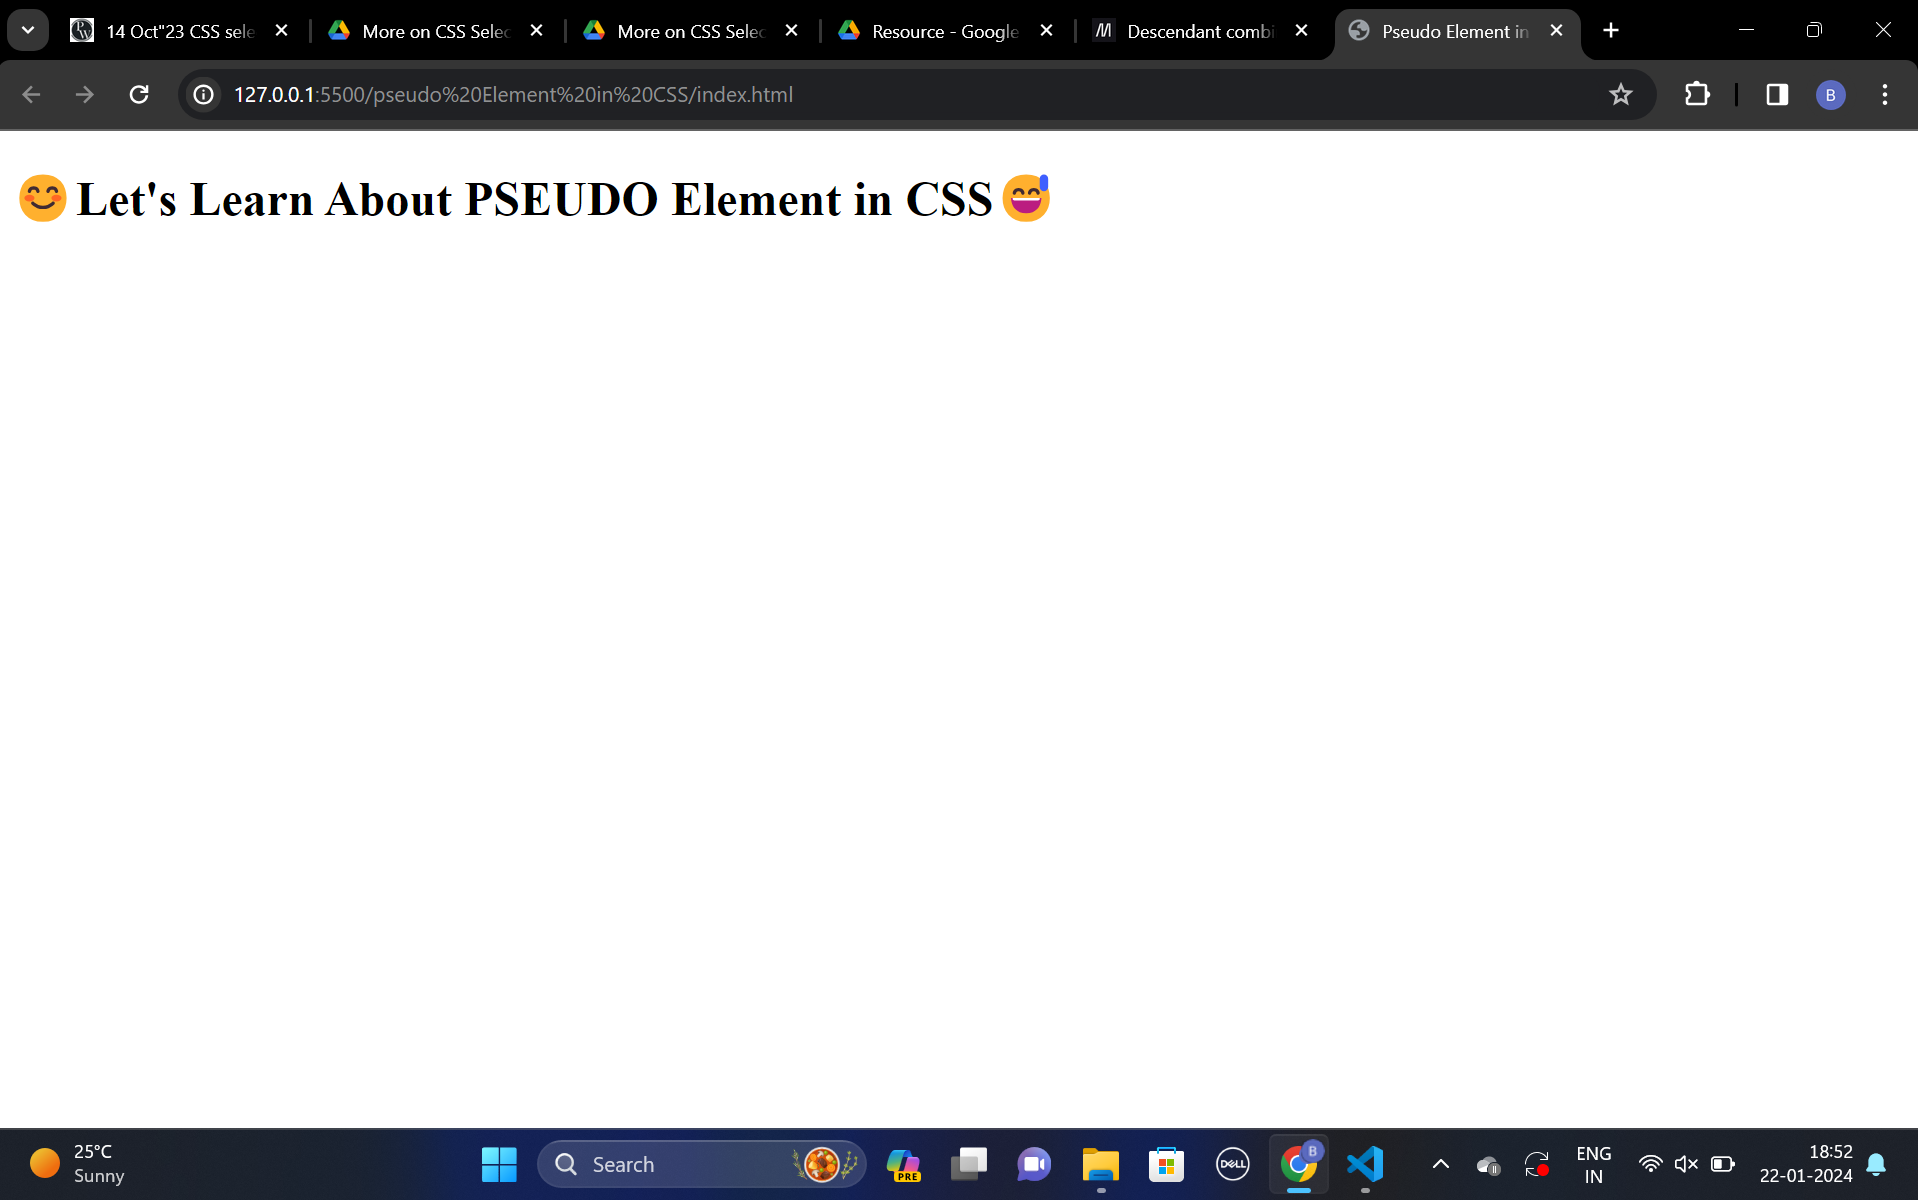 14 Oct"23 CSS sele
More on CSS Selec
More on CSS Selec
Resource - Google
Descendant combi
Pseudo Element in
127.0.0.1:5500/pseudo%20Element%20in%20CSS/index.html
B
😊Let's Learn About PSEUDO Element in CSS😅
25°C
Sunny
Search
PRE
DELL
B
ENG
IN
18:52
22-01-2024